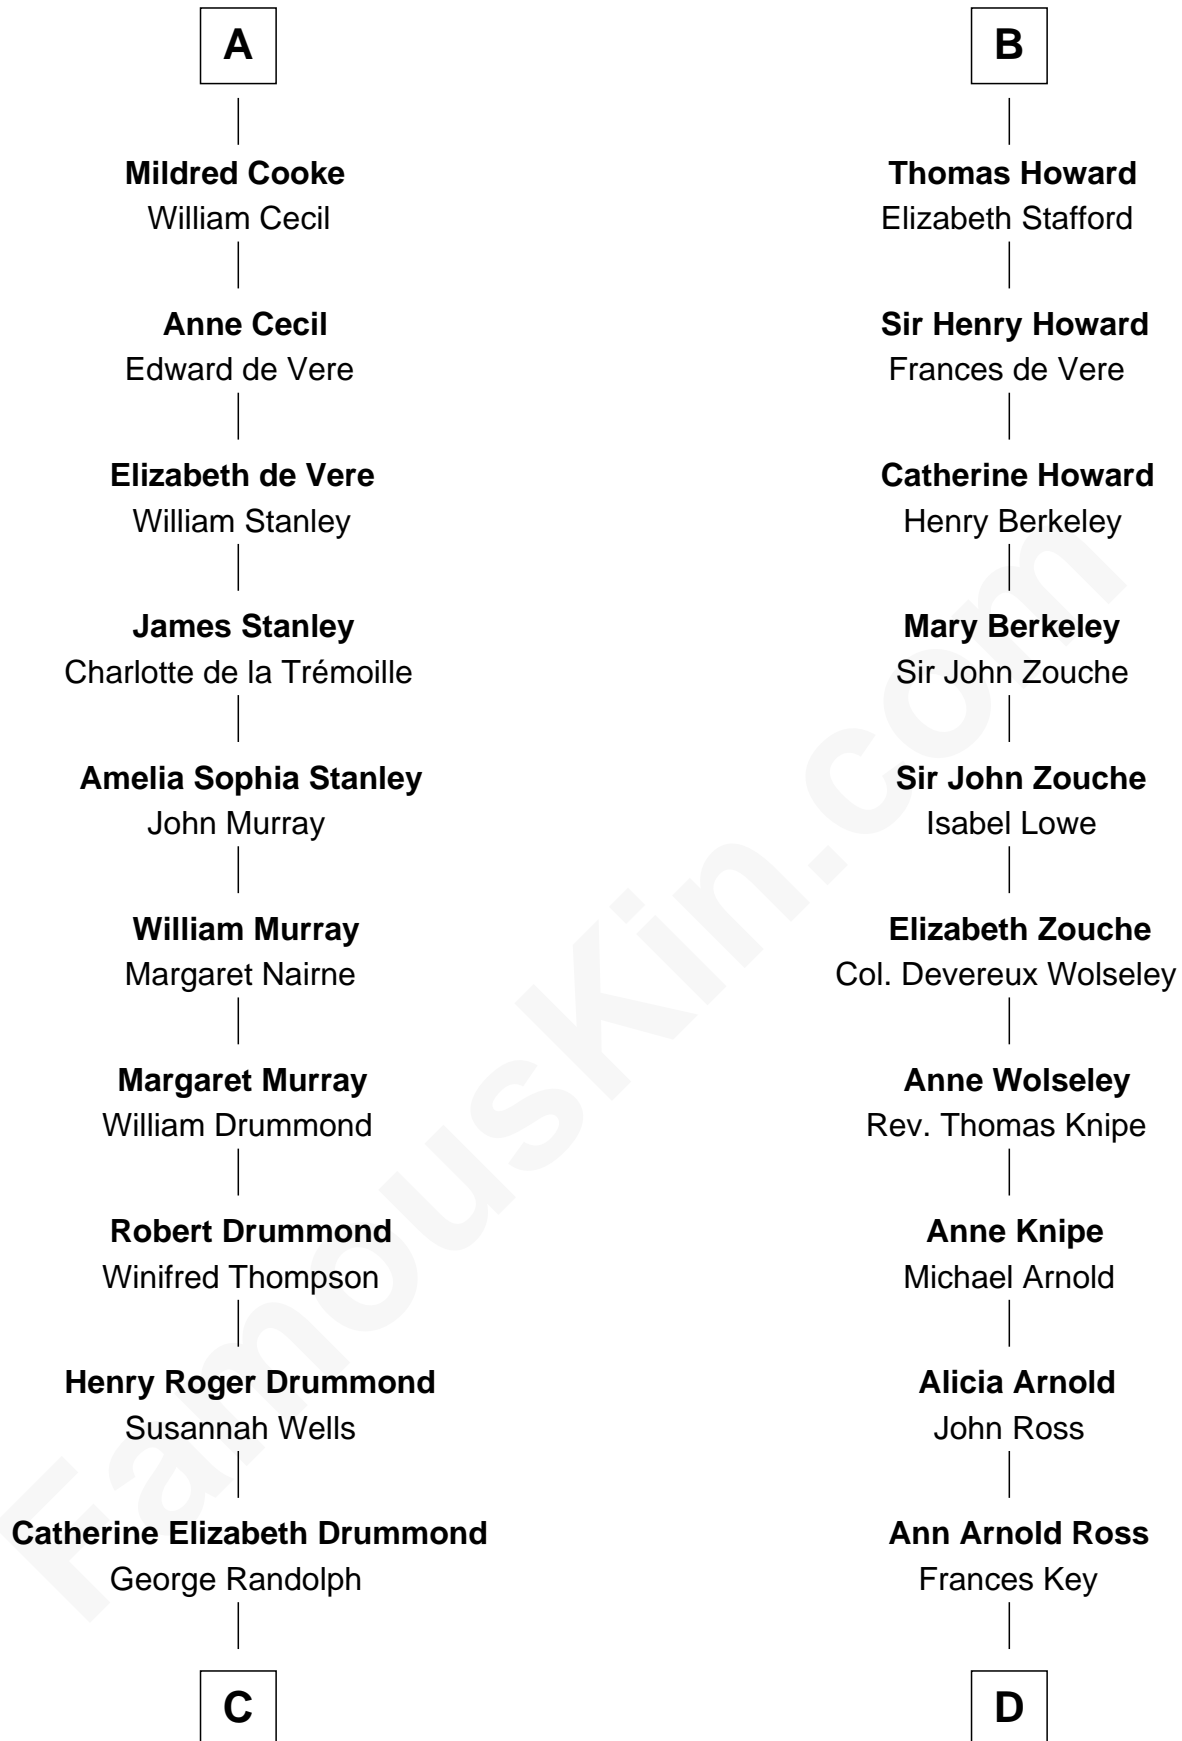 A
Mildred Cooke
William Cecil
Anne Cecil
Edward de Vere
Elizabeth de Vere
William Stanley
James Stanley
Charlotte de la Trémoille
Amelia Sophia Stanley
John Murray
William Murray
Margaret Nairne
Margaret Murray
William Drummond
Robert Drummond
Winifred Thompson
Henry Roger Drummond
Susannah Wells
Catherine Elizabeth Drummond
George Randolph
C
B
Thomas Howard
Elizabeth Stafford
Sir Henry Howard
Frances de Vere
Catherine Howard
Henry Berkeley
Mary Berkeley
Sir John Zouche
Sir John Zouche
Isabel Lowe
Elizabeth Zouche
Col. Devereux Wolseley
Anne Wolseley
Rev. Thomas Knipe
Anne Knipe
Michael Arnold
Alicia Arnold
John Ross
Ann Arnold Ross
Frances Key
D
FamousKin.com